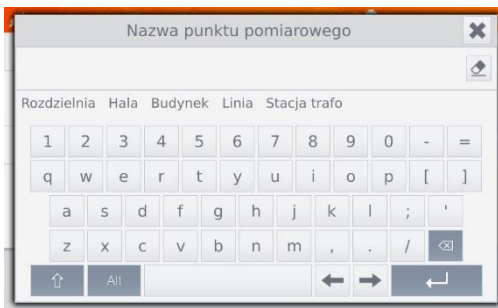 Nazwa punktu pomiarowego
Rozdzielnia Hala Budynek Linia Stacja trafo
1 2 3 4 5 6 7 8 9 0 - =
q w e r t y u i o p [ ]
a s d f g h j k l ; '
z x c v b n m , . /
Alt